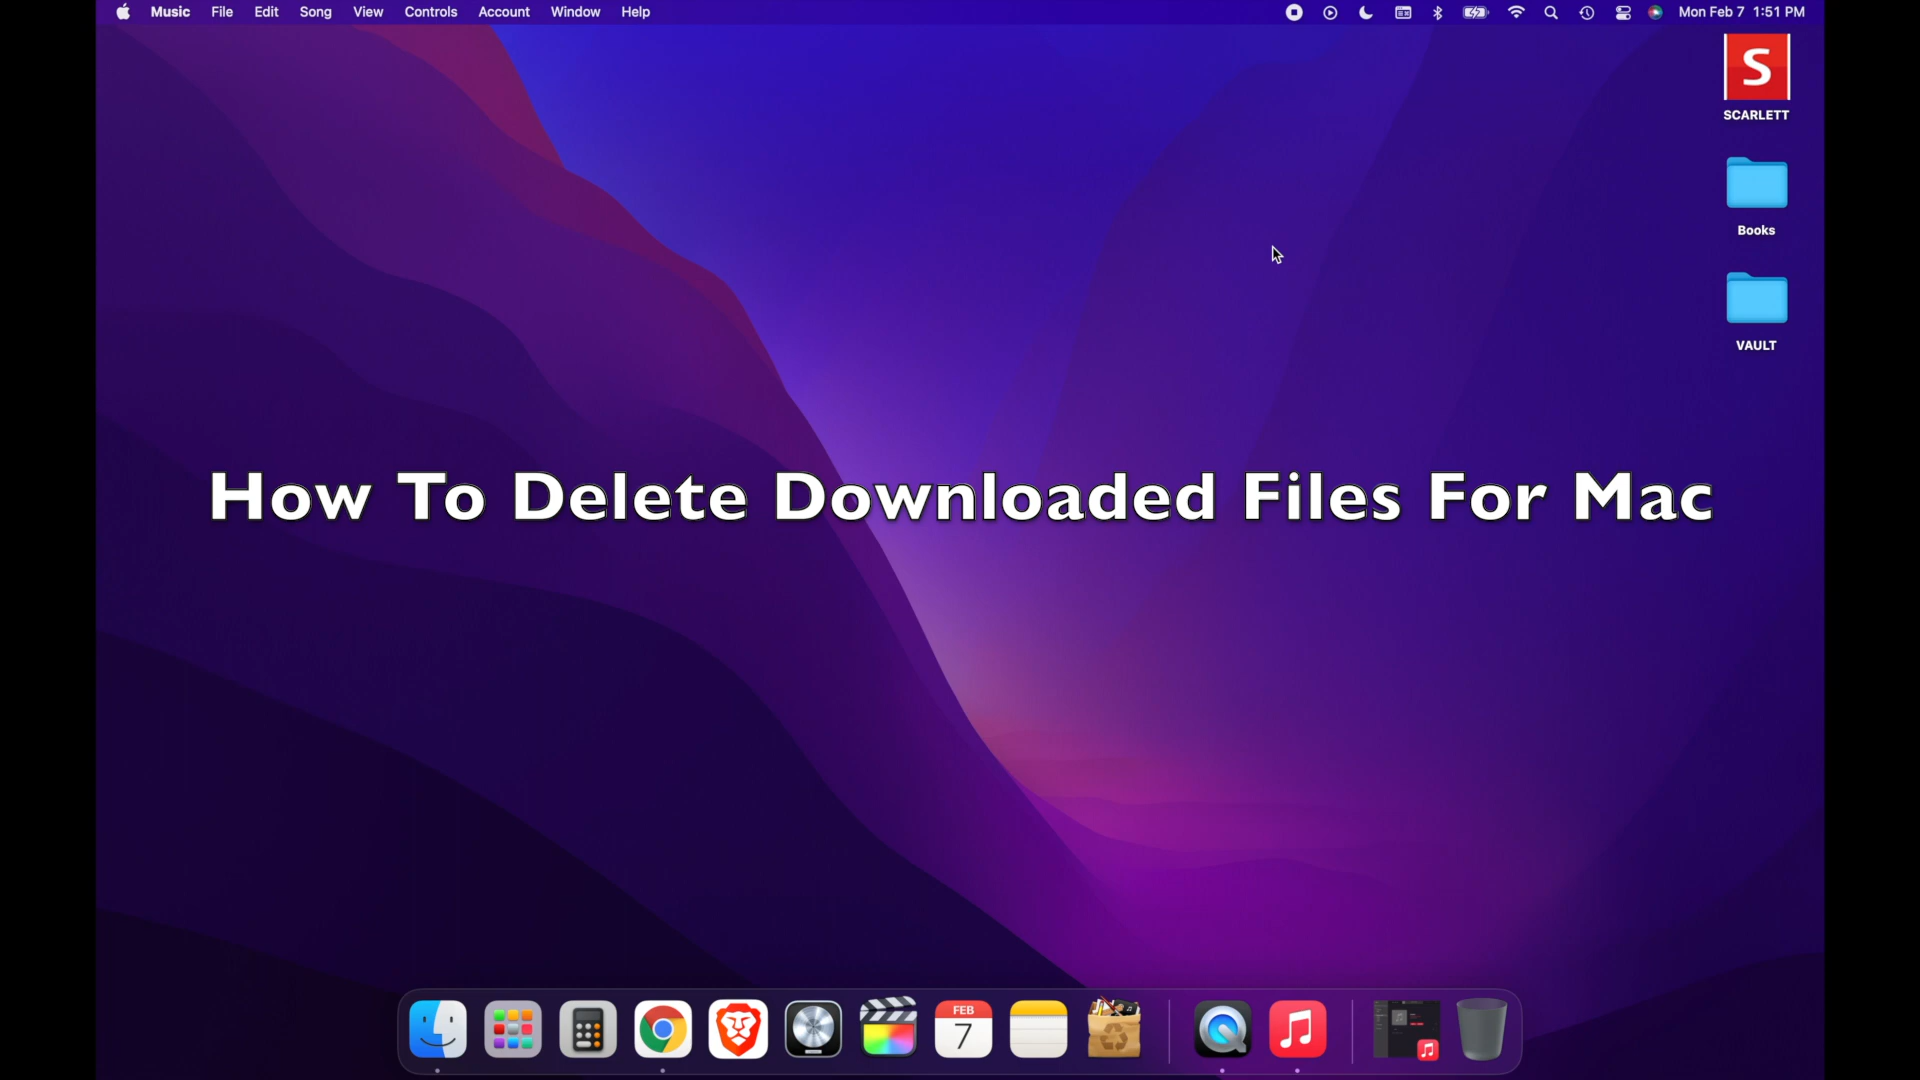 Music File Edit Song View Controls Account Window Help Mon Feb 7 1:51 PM
S
SCARLETT
Books
VAULT
How To Delete Downloaded Files For Mac
FEB
7